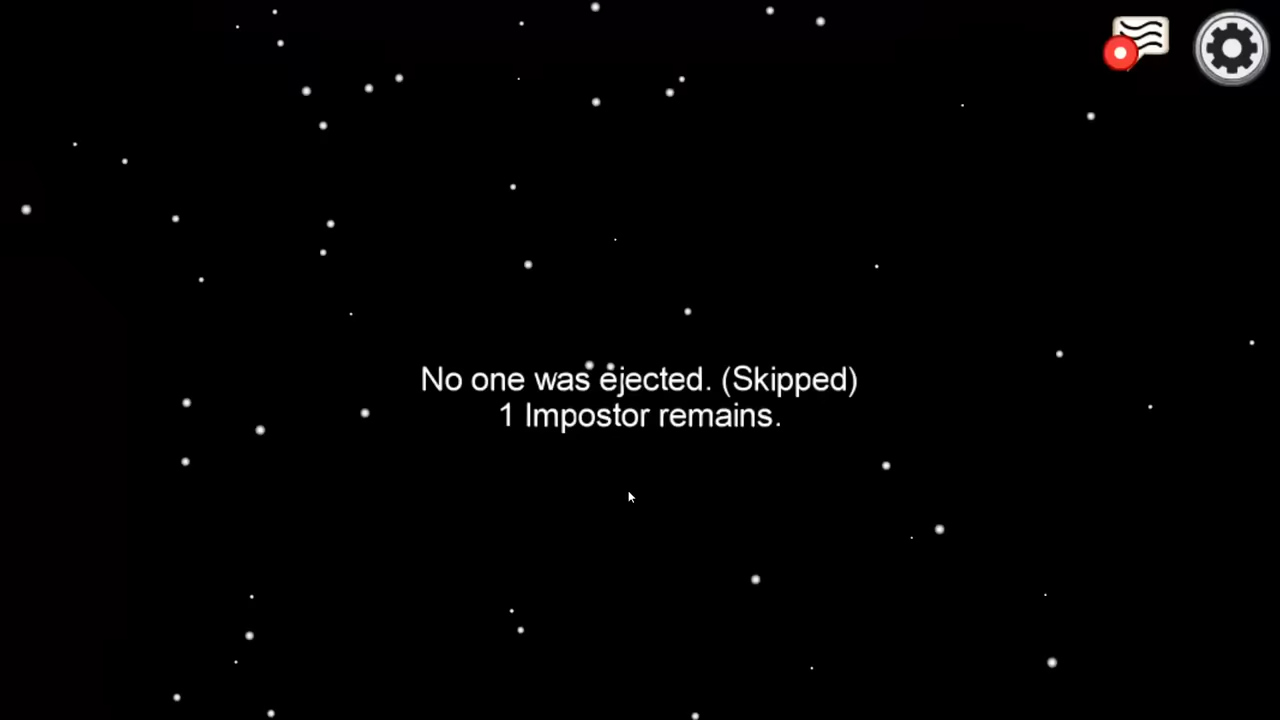 No one was ejected. (Skipped)
1 Impostor remains.